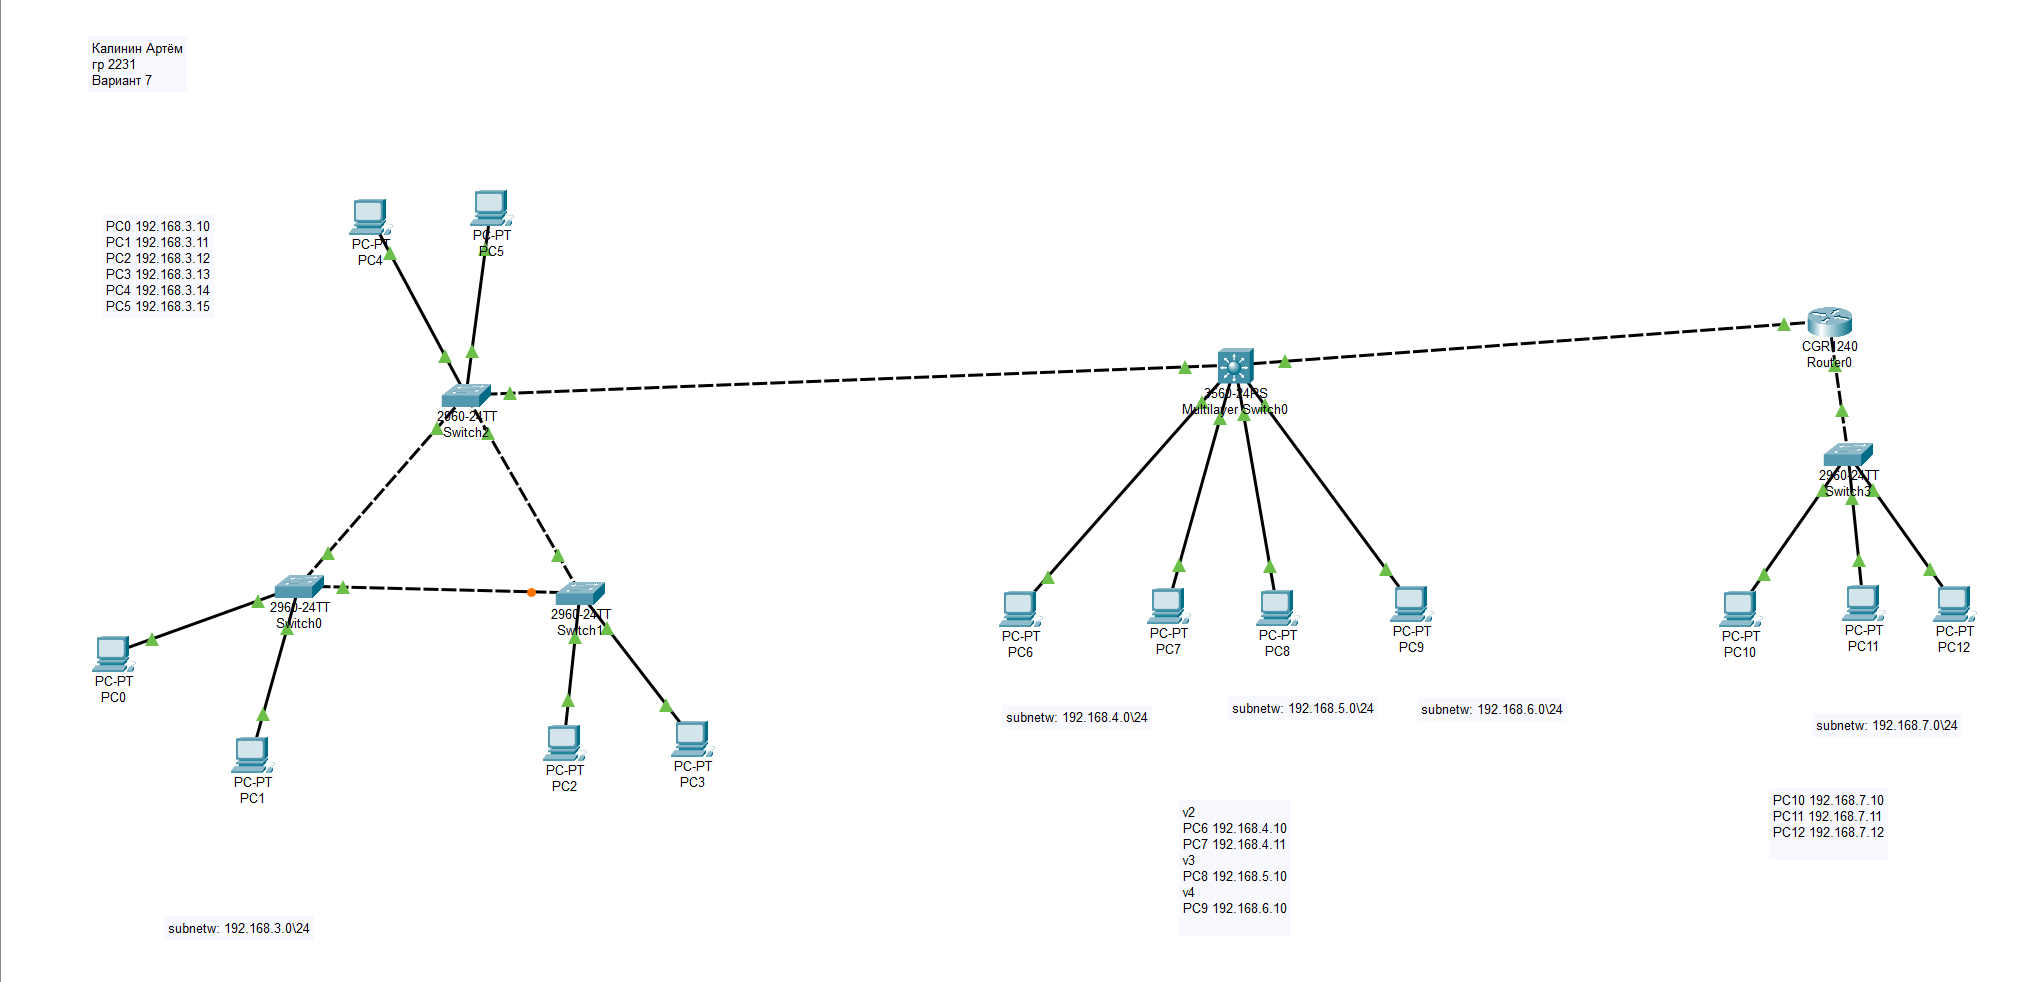 Калинин Артём
гр 2231
Вариант 7
PC0 192.168.3.10
PC1 192.168.3.11
PC2 192.168.3.12
PC3 192.168.3.13
PC4 192.168.3.14
PC5 192.168.3.15
PC-PT
PC4
PC-PT
PC5
2960-24TT
Switch2
3560-24PS
Multilayer Switch0
CGR1240
Router0
2960-24TT
Switch3
2960-24TT
Switch0
2960-24TT
Switch1
PC-PT
PC0
PC-PT
PC1
PC-PT
PC2
PC-PT
PC3
PC-PT
PC6
PC-PT
PC7
PC-PT
PC8
PC-PT
PC9
PC-PT
PC10
PC-PT
PC11
PC-PT
PC12
subnetw: 192.168.4.0\24
subnetw: 192.168.5.0\24
subnetw: 192.168.6.0\24
subnetw: 192.168.7.0\24
v2
PC6 192.168.4.10
PC7 192.168.4.11
v3
PC8 192.168.5.10
v4
PC9 192.168.6.10
PC10 192.168.7.10
PC11 192.168.7.11
PC12 192.168.7.12
subnetw: 192.168.3.0\24